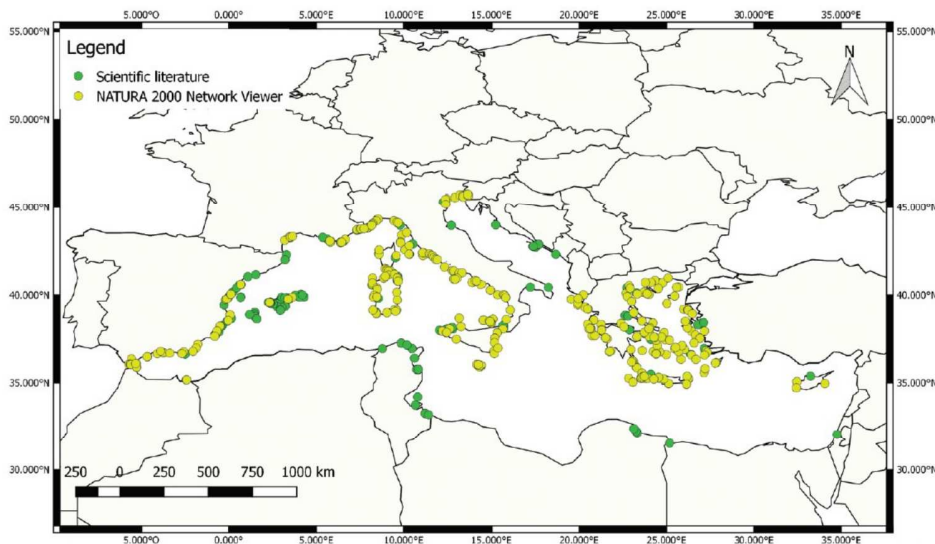 5.000°W 0.000° 5.000°E 10.000°E 15.000°E 20.000°E 25.000°E 30.000°E 35.000°E
55.000°N 55.000°N
Legend
N
Scientific literature
NATURA 2000 Network Viewer
50.000°N 50.000°N
45.000°N 45.000°N
40.000°N 40.000°N
35.000°N 35.000°N
30.000°N 30.000°N
250 0 250 500 750 1000 km
5.000°W 0.000° 5.000°E 10.000°E 15.000°E 20.000°E 25.000°E 30.000°E 35.000°E